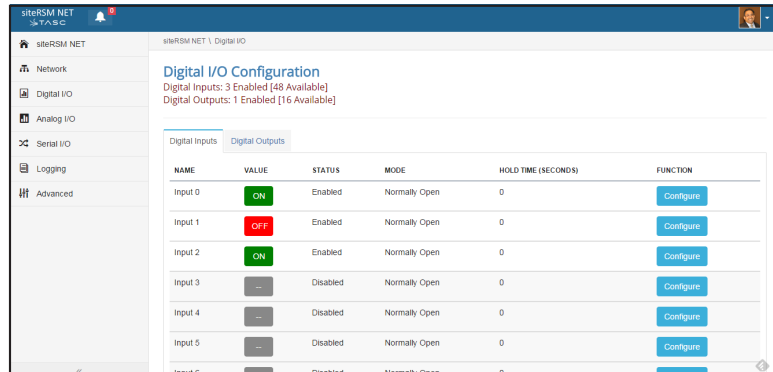 siteRSM NET
TASC
0
siteRSM NET
Network
Digital I/O
Analog I/O
Serial I/O
Logging
Advanced
siteRSM NET \ Digital I/O
Digital I/O Configuration
Digital Inputs: 3 Enabled [48 Available]
Digital Outputs: 1 Enabled [16 Available]
Digital Inputs Digital Outputs
NAME VALUE STATUS MODE HOLD TIME (SECONDS) FUNCTION
Input 0 ON Enabled Normally Open 0 Configure
Input 1 OFF Enabled Normally Open 0 Configure
Input 2 ON Enabled Normally Open 0 Configure
Input 3 -- Disabled Normally Open 0 Configure
Input 4 -- Disabled Normally Open 0 Configure
Input 5 -- Disabled Normally Open 0 Configure